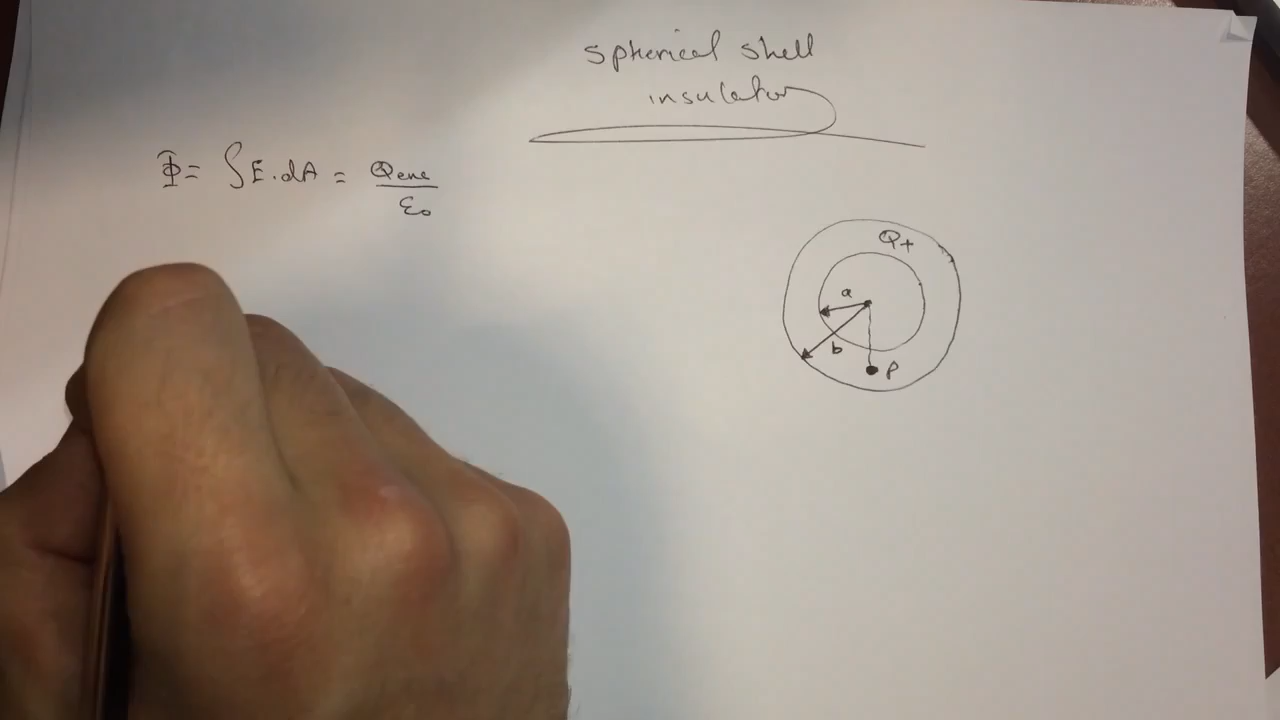 Spherical shell
insulator
Φ = ∫E.dA = Qenc / ε₀
Q+
a
b
P